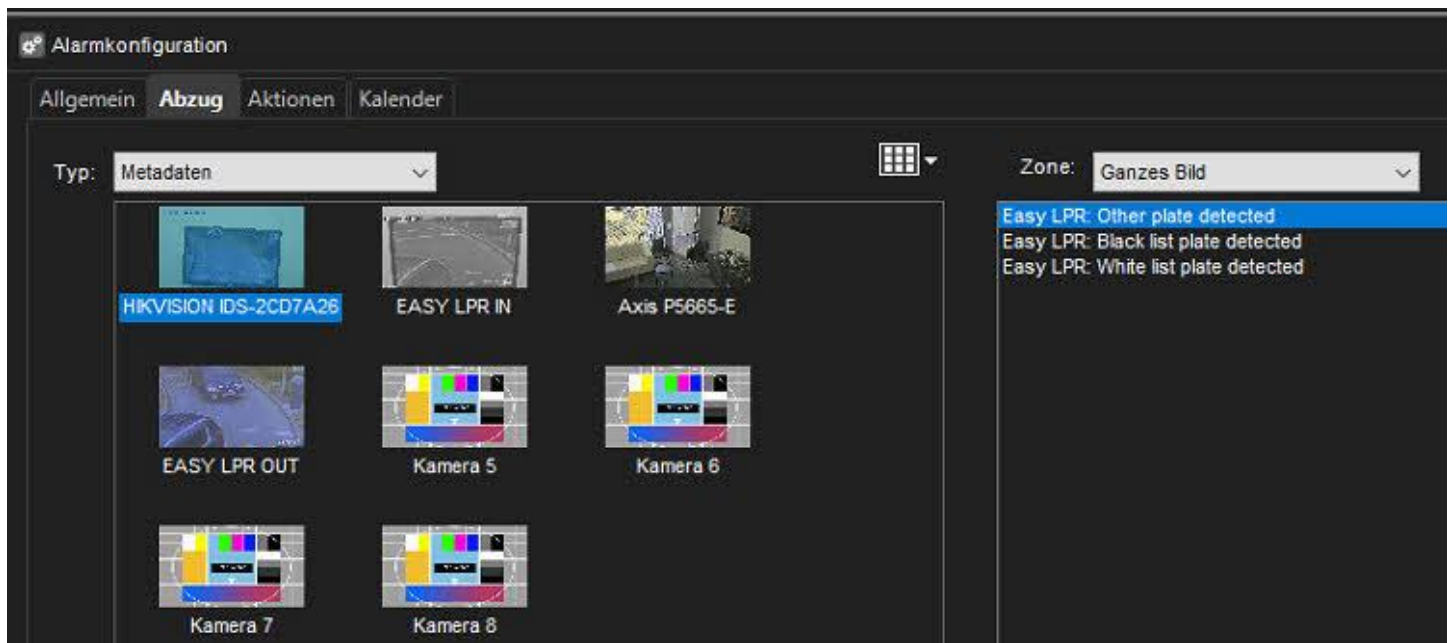 Alarmkonfiguration
Allgemein Abzug Aktionen Kalender
Typ: Metadaten
Zone: Ganzes Bild
HIKVISION IDS-2CD7A26 EASY LPR IN Axis P5665-E
EASY LPR OUT Kamera 5 Kamera 6
Kamera 7 Kamera 8
Easy LPR: Other plate detected
Easy LPR: Black list plate detected
Easy LPR: White list plate detected